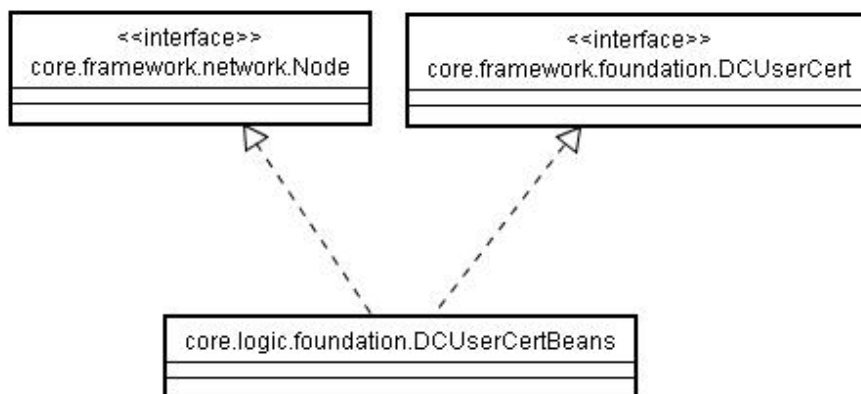 <<interface>>
core.framework.network.Node
<<interface>>
core.framework.foundation.DCUserCert
core.logic.foundation.DCUserCertBeans